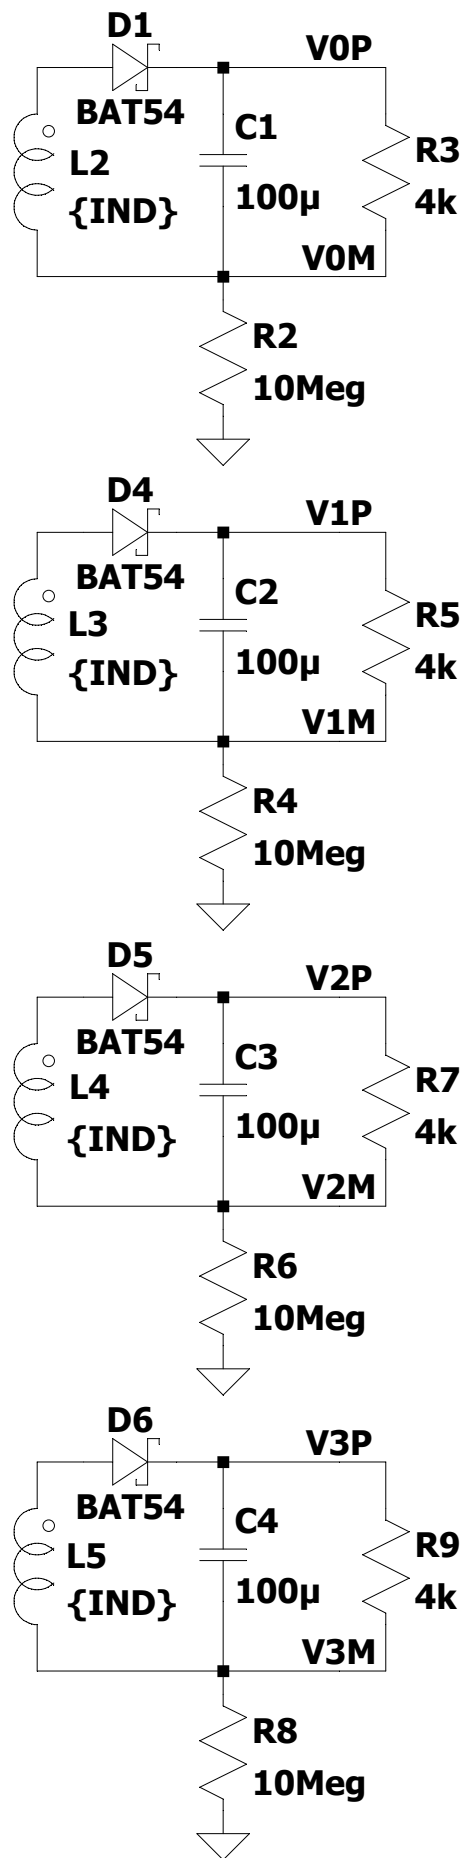 D1
V0P
BAT54
C1
R3
L2
100µ
4k
{IND}
V0M
R2
10Meg
D4
V1P
BAT54
C2
R5
L3
100µ
4k
{IND}
V1M
R4
10Meg
D5
V2P
BAT54
C3
R7
L4
100µ
4k
{IND}
V2M
R6
10Meg
D6
V3P
BAT54
C4
R9
L5
100µ
4k
{IND}
V3M
R8
10Meg